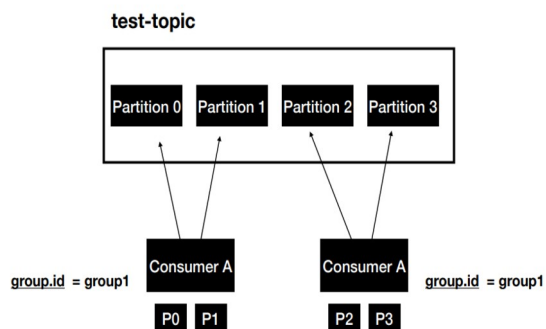 test-topic
Partition 0 Partition 1 Partition 2 Partition 3
Consumer A Consumer A
group.id = group1 group.id = group1
P0 P1 P2 P3